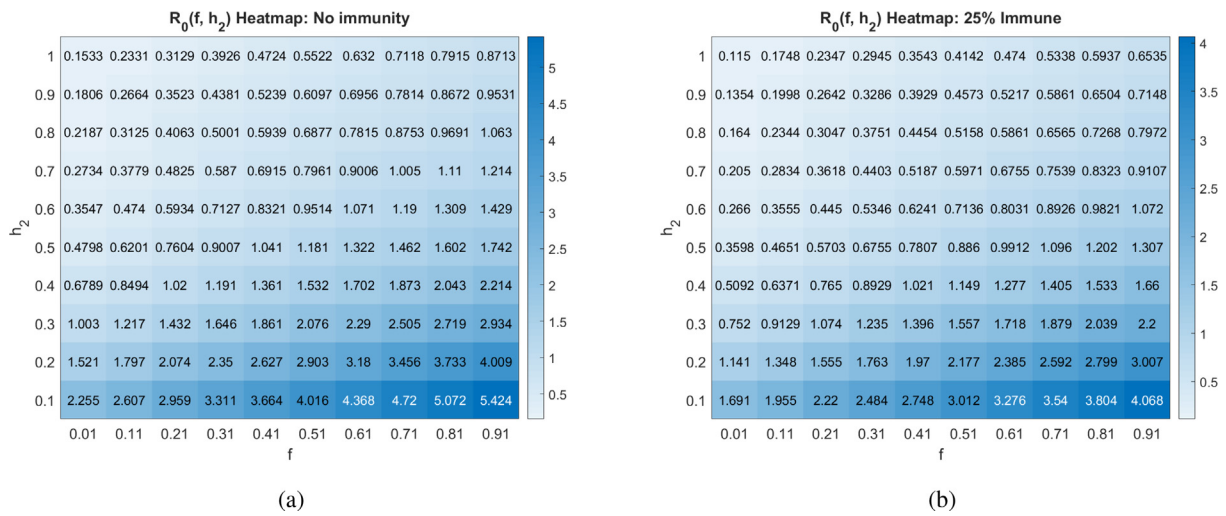 R0(f, h2) Heatmap: No immunity
1 0.1533 0.2331 0.3129 0.3926 0.4724 0.5522 0.632 0.7118 0.7915 0.8713
0.9 0.1806 0.2664 0.3523 0.4381 0.5239 0.6097 0.6956 0.7814 0.8672 0.9531
0.8 0.2187 0.3125 0.4063 0.5001 0.5939 0.6877 0.7815 0.8753 0.9691 1.063
0.7 0.2734 0.3779 0.4825 0.587 0.6915 0.7961 0.9006 1.005 1.11 1.214
0.6 0.3547 0.474 0.5934 0.7127 0.8321 0.9514 1.071 1.19 1.309 1.429
0.5 0.4798 0.6201 0.7604 0.9007 1.041 1.181 1.322 1.462 1.602 1.742
0.4 0.6789 0.8494 1.02 1.191 1.361 1.532 1.702 1.873 2.043 2.214
0.3 1.003 1.217 1.432 1.646 1.861 2.076 2.29 2.505 2.719 2.934
0.2 1.521 1.797 2.074 2.35 2.627 2.903 3.18 3.456 3.733 4.009
0.1 2.255 2.607 2.959 3.311 3.664 4.016 4.368 4.72 5.072 5.424
0.01 0.11 0.21 0.31 0.41 0.51 0.61 0.71 0.81 0.91
h2
f
5
4.5
4
3.5
3
2.5
2
1.5
1
0.5
(a)
R0(f, h2) Heatmap: 25% Immune
1 0.115 0.1748 0.2347 0.2945 0.3543 0.4142 0.474 0.5338 0.5937 0.6535
0.9 0.1354 0.1998 0.2642 0.3286 0.3929 0.4573 0.5217 0.5861 0.6504 0.7148
0.8 0.164 0.2344 0.3047 0.3751 0.4454 0.5158 0.5861 0.6565 0.7268 0.7972
0.7 0.205 0.2834 0.3618 0.4403 0.5187 0.5971 0.6755 0.7539 0.8323 0.9107
0.6 0.266 0.3555 0.445 0.5346 0.6241 0.7136 0.8031 0.8926 0.9821 1.072
0.5 0.3598 0.4651 0.5703 0.6755 0.7807 0.886 0.9912 1.096 1.202 1.307
0.4 0.5092 0.6371 0.765 0.8929 1.021 1.149 1.277 1.405 1.533 1.66
0.3 0.752 0.9129 1.074 1.235 1.396 1.557 1.718 1.879 2.039 2.2
0.2 1.141 1.348 1.555 1.763 1.97 2.177 2.385 2.592 2.799 3.007
0.1 1.691 1.955 2.22 2.484 2.748 3.012 3.276 3.54 3.804 4.068
0.01 0.11 0.21 0.31 0.41 0.51 0.61 0.71 0.81 0.91
h2
f
4
3.5
3
2.5
2
1.5
1
0.5
(b)